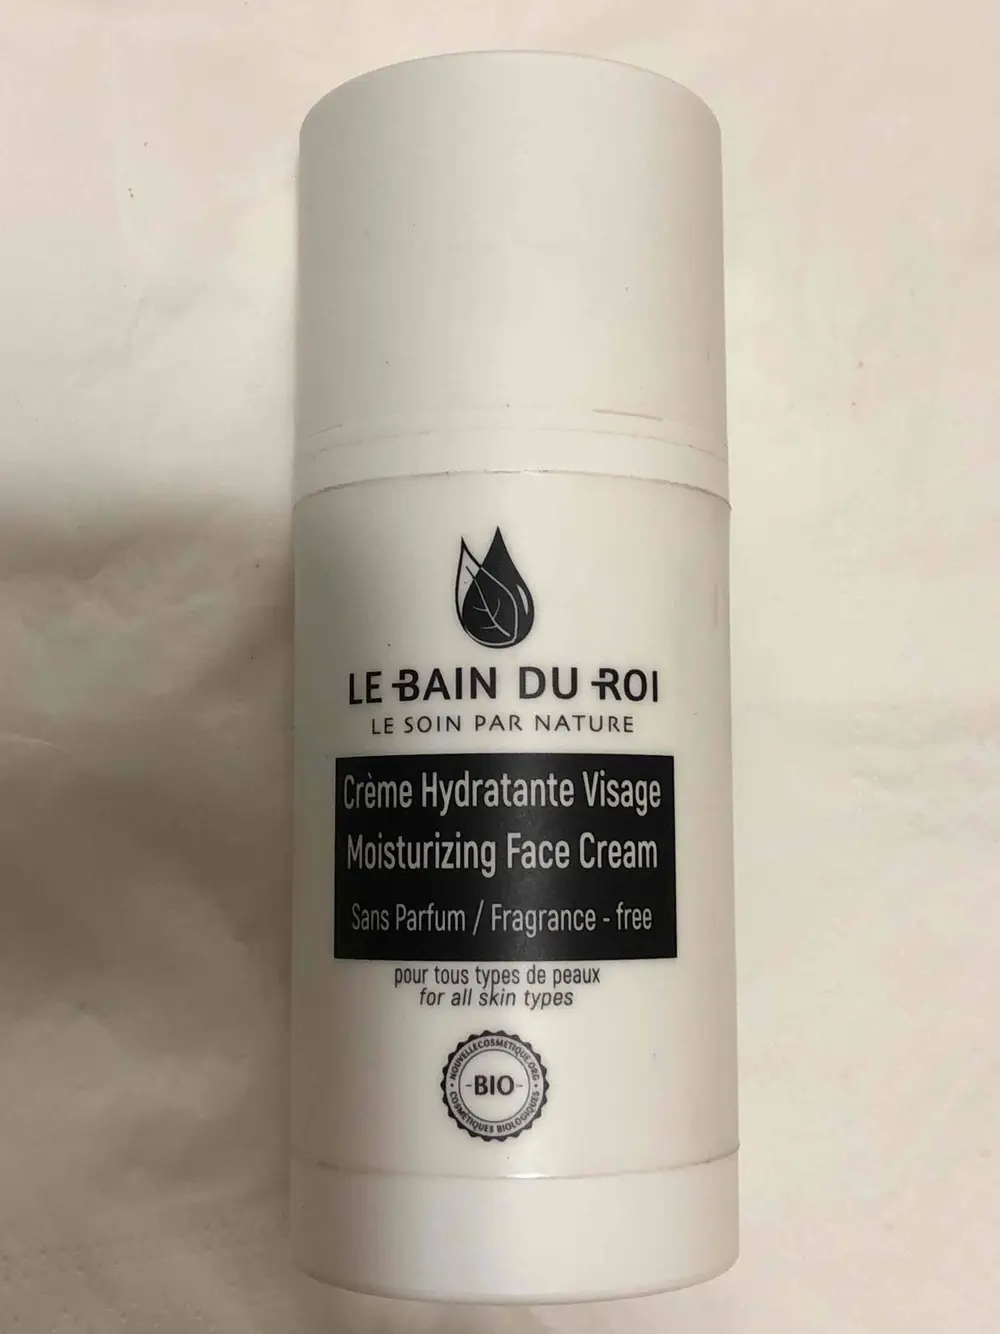 LE BAIN DU ROI
LE SOIN PAR NATURE
Crème Hydratante Visage
Moisturizing Face Cream
Sans Parfum / Fragrance - free
pour tous types de peaux
for all skin types
• NOUVELLECOSMETIQUE.ORG •
-BIO-
COSMÉTIQUES BIOLOGIQUES